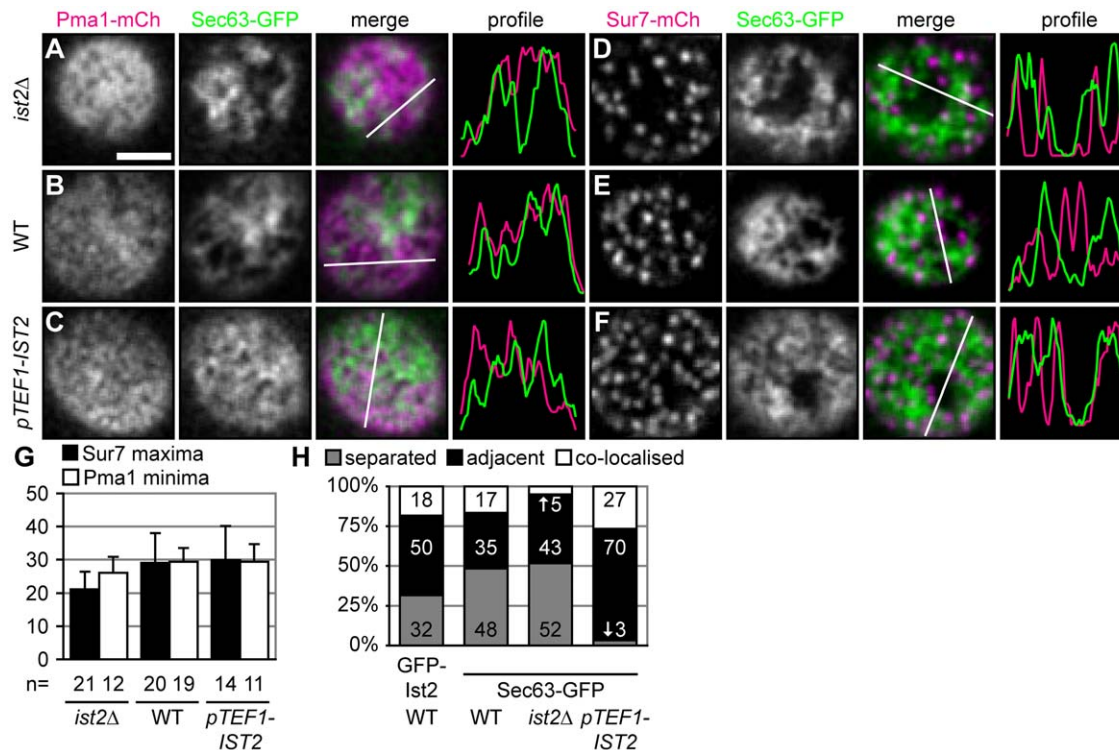 Pma1-mCh Sec63-GFP merge profile Sur7-mCh Sec63-GFP merge profile
ist2Δ A D
WT B E
pTEF1-IST2 C F
G Sur7 maxima
Pma1 minima
50
40
30
20
10
0
n= 21 12 20 19 14 11
ist2Δ WT pTEF1-
IST2
H separated adjacent co-localised
100%
75%
50%
25%
0%
18 17 ↑5 27
50 35 43 70
32 48 52 ↓3
GFP-
Ist2 Sec63-GFP
WT WT ist2Δ pTEF1-
IST2